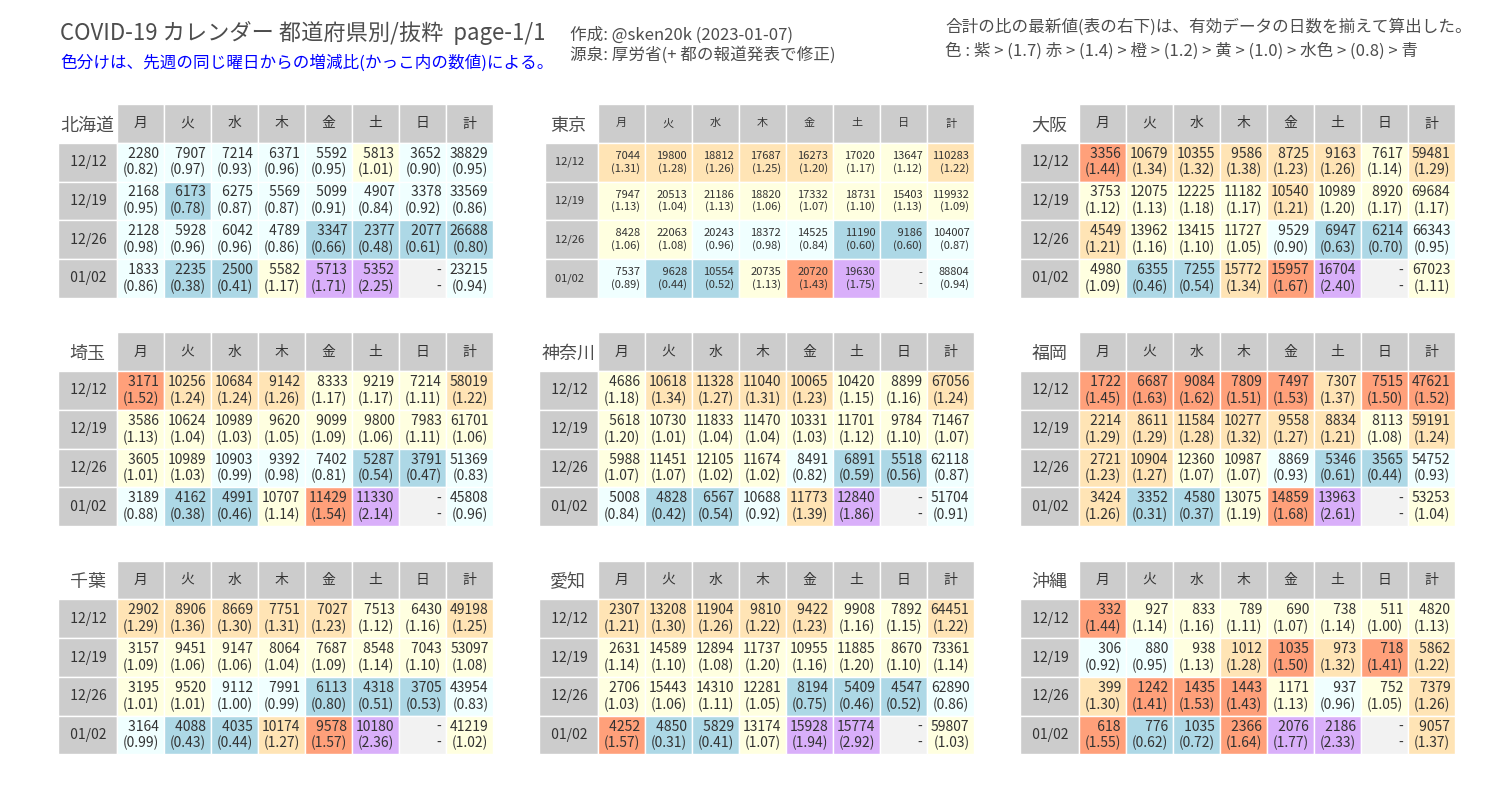 COVID-19 カレンダー 都道府県別/抜粋 page-1/1
色分けは、先週の同じ曜日からの増減比(かっこ内の数値)による。
作成: @sken20k (2023-01-07)
源泉: 厚労省(+ 都の報道発表で修正)
合計の比の最新値(表の右下)は、有効データの日数を揃えて算出した。
色 : 紫 > (1.7) 赤 > (1.4) > 橙 > (1.2) > 黄 > (1.0) > 水色 > (0.8) > 青
北海道 月 火 水 木 金 土 日 計
12/12 2280 7907 7214 6371 5592 5813 3652 38829
(0.82) (0.97) (0.93) (0.96) (0.95) (1.01) (0.90) (0.95)
12/19 2168 6173 6275 5569 5099 4907 3378 33569
(0.95) (0.78) (0.87) (0.87) (0.91) (0.84) (0.92) (0.86)
12/26 2128 5928 6042 4789 3347 2377 2077 26688
(0.98) (0.96) (0.96) (0.86) (0.66) (0.48) (0.61) (0.80)
01/02 1833 2235 2500 5582 5713 5352 - 23215
(0.86) (0.38) (0.41) (1.17) (1.71) (2.25) - (0.94)
東京 月 火 水 木 金 土 日 計
12/12 7044 19800 18812 17687 16273 17020 13647 110283
(1.31) (1.28) (1.26) (1.25) (1.20) (1.17) (1.12) (1.22)
12/19 7947 20513 21186 18820 17332 18731 15403 119932
(1.13) (1.04) (1.13) (1.06) (1.07) (1.10) (1.13) (1.09)
12/26 8428 22063 20243 18372 14525 11190 9186 104007
(1.06) (1.08) (0.96) (0.98) (0.84) (0.60) (0.60) (0.87)
01/02 7537 9628 10554 20735 20720 19630 - 88804
(0.89) (0.44) (0.52) (1.13) (1.43) (1.75) - (0.94)
大阪 月 火 水 木 金 土 日 計
12/12 3356 10679 10355 9586 8725 9163 7617 59481
(1.44) (1.34) (1.32) (1.38) (1.23) (1.26) (1.14) (1.29)
12/19 3753 12075 12225 11182 10540 10989 8920 69684
(1.12) (1.13) (1.18) (1.17) (1.21) (1.20) (1.17) (1.17)
12/26 4549 13962 13415 11727 9529 6947 6214 66343
(1.21) (1.16) (1.10) (1.05) (0.90) (0.63) (0.70) (0.95)
01/02 4980 6355 7255 15772 15957 16704 - 67023
(1.09) (0.46) (0.54) (1.34) (1.67) (2.40) - (1.11)
埼玉 月 火 水 木 金 土 日 計
12/12 3171 10256 10684 9142 8333 9219 7214 58019
(1.52) (1.24) (1.24) (1.26) (1.17) (1.17) (1.11) (1.22)
12/19 3586 10624 10989 9620 9099 9800 7983 61701
(1.13) (1.04) (1.03) (1.05) (1.09) (1.06) (1.11) (1.06)
12/26 3605 10989 10903 9392 7402 5287 3791 51369
(1.01) (1.03) (0.99) (0.98) (0.81) (0.54) (0.47) (0.83)
01/02 3189 4162 4991 10707 11429 11330 - 45808
(0.88) (0.38) (0.46) (1.14) (1.54) (2.14) - (0.96)
神奈川 月 火 水 木 金 土 日 計
12/12 4686 10618 11328 11040 10065 10420 8899 67056
(1.18) (1.34) (1.27) (1.31) (1.23) (1.15) (1.16) (1.24)
12/19 5618 10730 11833 11470 10331 11701 9784 71467
(1.20) (1.01) (1.04) (1.04) (1.03) (1.12) (1.10) (1.07)
12/26 5988 11451 12105 11674 8491 6891 5518 62118
(1.07) (1.07) (1.02) (1.02) (0.82) (0.59) (0.56) (0.87)
01/02 5008 4828 6567 10688 11773 12840 - 51704
(0.84) (0.42) (0.54) (0.92) (1.39) (1.86) - (0.91)
福岡 月 火 水 木 金 土 日 計
12/12 1722 6687 9084 7809 7497 7307 7515 47621
(1.45) (1.63) (1.62) (1.51) (1.53) (1.37) (1.50) (1.52)
12/19 2214 8611 11584 10277 9558 8834 8113 59191
(1.29) (1.29) (1.28) (1.32) (1.27) (1.21) (1.08) (1.24)
12/26 2721 10904 12360 10987 8869 5346 3565 54752
(1.23) (1.27) (1.07) (1.07) (0.93) (0.61) (0.44) (0.93)
01/02 3424 3352 4580 13075 14859 13963 - 53253
(1.26) (0.31) (0.37) (1.19) (1.68) (2.61) - (1.04)
千葉 月 火 水 木 金 土 日 計
12/12 2902 8906 8669 7751 7027 7513 6430 49198
(1.29) (1.36) (1.30) (1.31) (1.23) (1.12) (1.16) (1.25)
12/19 3157 9451 9147 8064 7687 8548 7043 53097
(1.09) (1.06) (1.06) (1.04) (1.09) (1.14) (1.10) (1.08)
12/26 3195 9520 9112 7991 6113 4318 3705 43954
(1.01) (1.01) (1.00) (0.99) (0.80) (0.51) (0.53) (0.83)
01/02 3164 4088 4035 10174 9578 10180 - 41219
(0.99) (0.43) (0.44) (1.27) (1.57) (2.36) - (1.02)
愛知 月 火 水 木 金 土 日 計
12/12 2307 13208 11904 9810 9422 9908 7892 64451
(1.21) (1.30) (1.26) (1.22) (1.23) (1.16) (1.15) (1.22)
12/19 2631 14589 12894 11737 10955 11885 8670 73361
(1.14) (1.10) (1.08) (1.20) (1.16) (1.20) (1.10) (1.14)
12/26 2706 15443 14310 12281 8194 5409 4547 62890
(1.03) (1.06) (1.11) (1.05) (0.75) (0.46) (0.52) (0.86)
01/02 4252 4850 5829 13174 15928 15774 - 59807
(1.57) (0.31) (0.41) (1.07) (1.94) (2.92) - (1.03)
沖縄 月 火 水 木 金 土 日 計
12/12 332 927 833 789 690 738 511 4820
(1.44) (1.14) (1.16) (1.11) (1.07) (1.14) (1.00) (1.13)
12/19 306 880 938 1012 1035 973 718 5862
(0.92) (0.95) (1.13) (1.28) (1.50) (1.32) (1.41) (1.22)
12/26 399 1242 1435 1443 1171 937 752 7379
(1.30) (1.41) (1.53) (1.43) (1.13) (0.96) (1.05) (1.26)
01/02 618 776 1035 2366 2076 2186 - 9057
(1.55) (0.62) (0.72) (1.64) (1.77) (2.33) - (1.37)